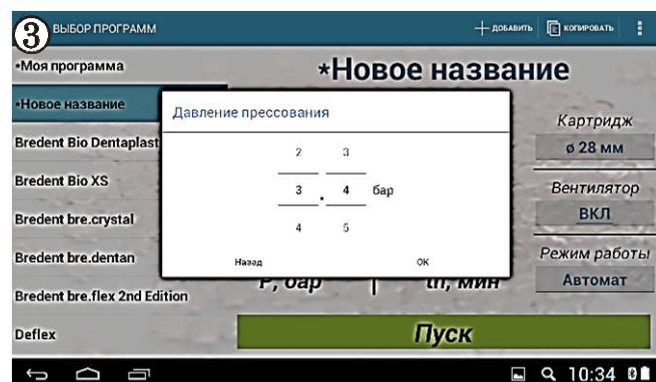 3
ВЫБОР ПРОГРАММ
ДОБАВИТЬ
КОПИРОВАТЬ
*Моя программа
*Новое название
Bredent Bio Dentaplast
Bredent Bio XS
Bredent bre.crystal
Bredent bre.dentan
Bredent bre.flex 2nd Edition
Deflex
*Новое название
Давление прессования
2 3
3 . 4 бар
4 5
Назад
ОК
P, бар
th, мин
Картридж
ø 28 мм
Вентилятор
ВКЛ
Режим работы
Автомат
Пуск
10:34